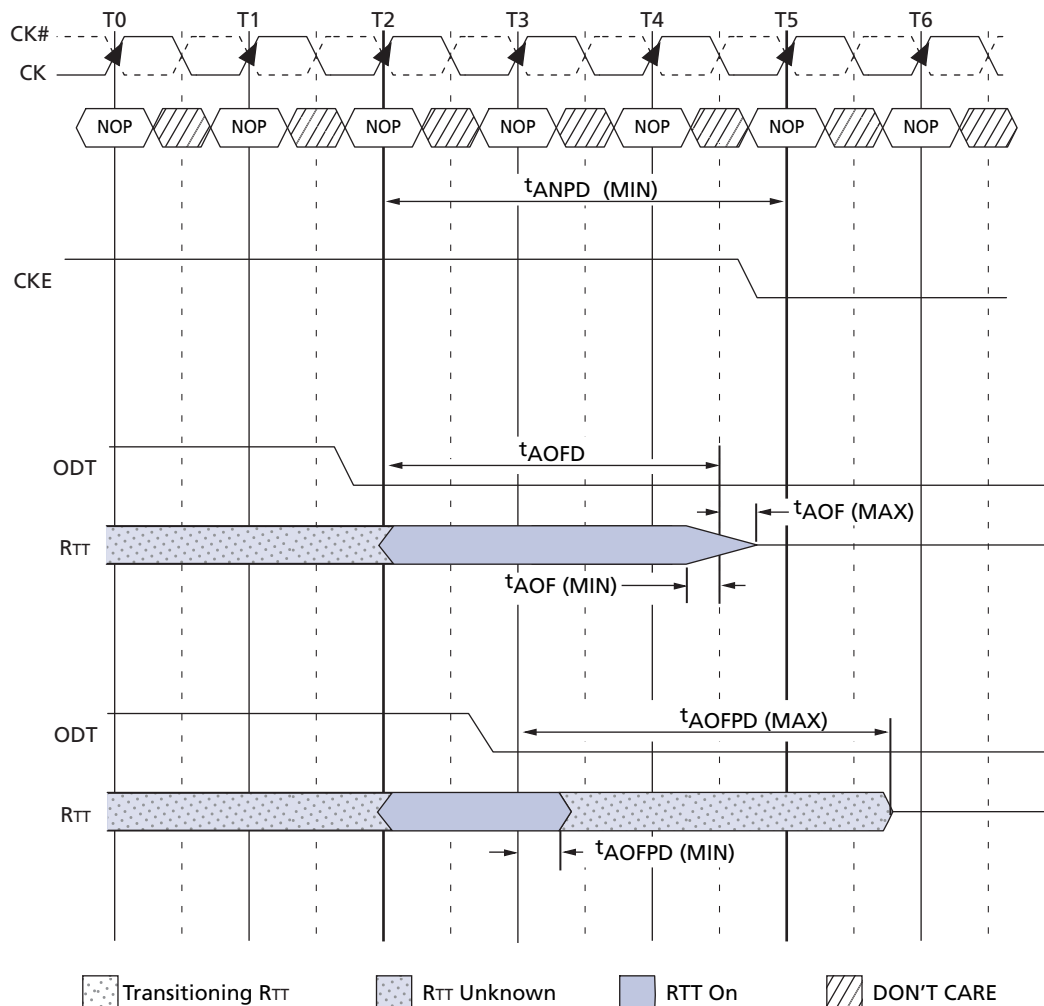 T0 T1 T2 T3 T4 T5 T6
CK#
CK
NOP NOP NOP NOP NOP NOP NOP
tANPD (MIN)
CKE
tAOFD
ODT
tAOF (MAX)
RTT
tAOF (MIN)
tAOFPD (MAX)
ODT
RTT
tAOFPD (MIN)
Transitioning RTT RTT Unknown RTT On DON'T CARE